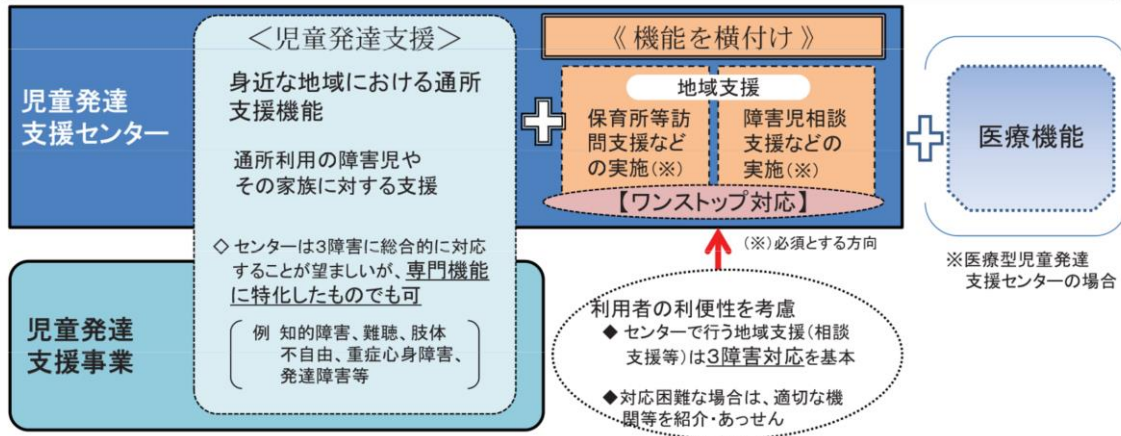 児童発達
支援センター
＜児童発達支援＞
身近な地域における通所
支援機能
通所利用の障害児や
その家族に対する支援
◇ センターは３障害に総合的に対応
することが望ましいが、専門機能
に特化したものでも可
例 知的障害、難聴、肢体
不自由、重症心身障害、
発達障害等
児童発達
支援事業
《 機能を横付け 》
地域支援
保育所等訪
問支援など
の実施(※)
障害児相談
支援などの
実施(※)
【ワンストップ対応】
(※)必須とする方向
利用者の利便性を考慮
◆ センターで行う地域支援(相談
支援等)は３障害対応を基本
◆対応困難な場合は、適切な機
関等を紹介・あっせん
医療機能
※医療型児童発達
支援センターの場合